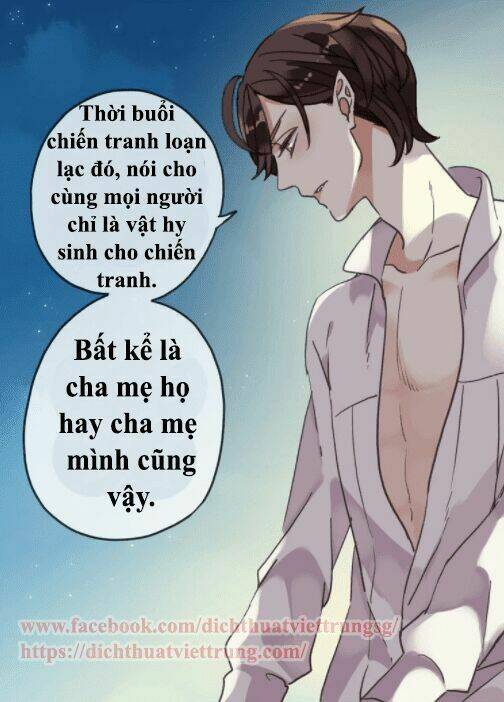 Thời buổi
chiến tranh loạn
lạc đó, nói cho
cùng mọi người
chỉ là vật hy
sinh cho chiến
tranh.
Bất kể là
cha mẹ họ
hay cha mẹ
mình cũng
vậy.
www.facebook.com/dichthuatviettrungsg/
https://dichthuatviettrung.com/